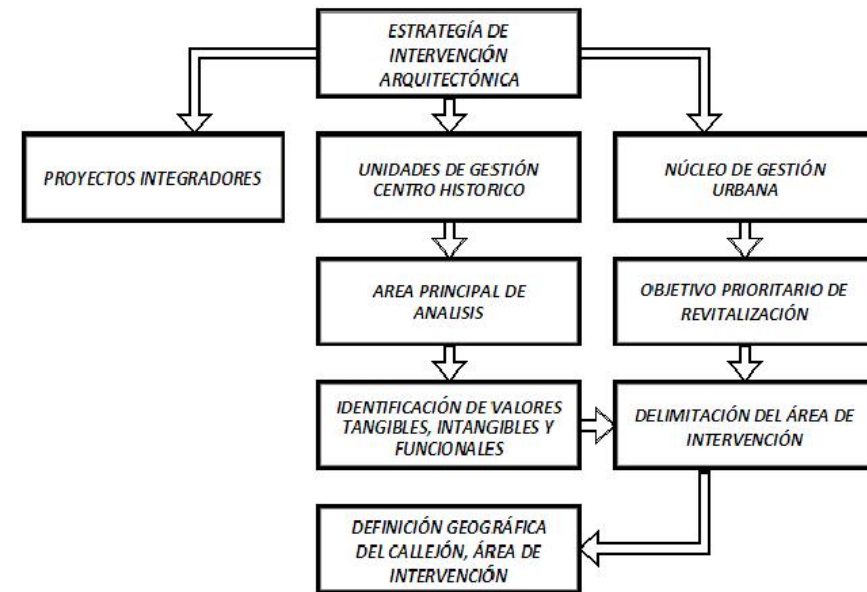 ESTRATEGÍA DE
INTERVENCIÓN
ARQUITECTÓNICA
PROYECTOS INTEGRADORES
UNIDADES DE GESTIÓN
CENTRO HISTORICO
NÚCLEO DE GESTIÓN
URBANA
AREA PRINCIPAL DE
ANALISIS
OBJETIVO PRIORITARIO DE
REVITALIZACIÓN
IDENTIFICACIÓN DE VALORES
TANGIBLES, INTANGIBLES Y
FUNCIONALES
DELIMITACIÓN DEL ÁREA DE
INTERVENCIÓN
DEFINICIÓN GEOGRÁFICA
DEL CALLEJÓN, ÁREA DE
INTERVENCIÓN